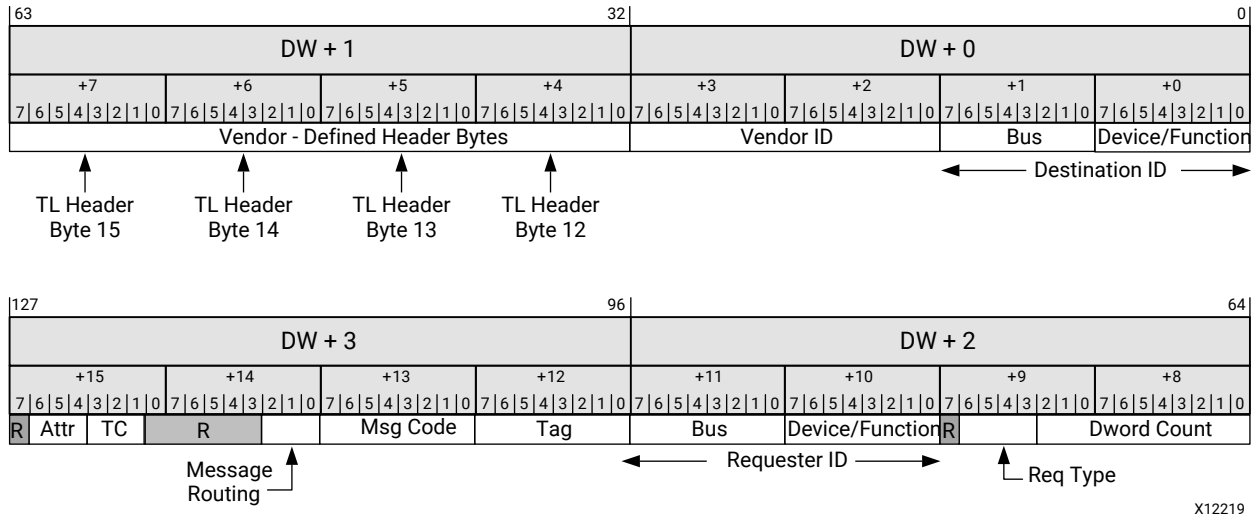 63 32 0
DW + 1 DW + 0
+7 +6 +5 +4 +3 +2 +1 +0
7 6 5 4 3 2 1 0 7 6 5 4 3 2 1 0 7 6 5 4 3 2 1 0 7 6 5 4 3 2 1 0 7 6 5 4 3 2 1 0 7 6 5 4 3 2 1 0 7 6 5 4 3 2 1 0 7 6 5 4 3 2 1 0
Vendor - Defined Header Bytes Vendor ID Bus Device/Function
Destination ID
TL Header TL Header TL Header TL Header
Byte 15 Byte 14 Byte 13 Byte 12
127 96 64
DW + 3 DW + 2
+15 +14 +13 +12 +11 +10 +9 +8
7 6 5 4 3 2 1 0 7 6 5 4 3 2 1 0 7 6 5 4 3 2 1 0 7 6 5 4 3 2 1 0 7 6 5 4 3 2 1 0 7 6 5 4 3 2 1 0 7 6 5 4 3 2 1 0 7 6 5 4 3 2 1 0
R Attr TC R Msg Code Tag Bus Device/Function R Dword Count
Message Requester ID
Routing Req Type
X12219